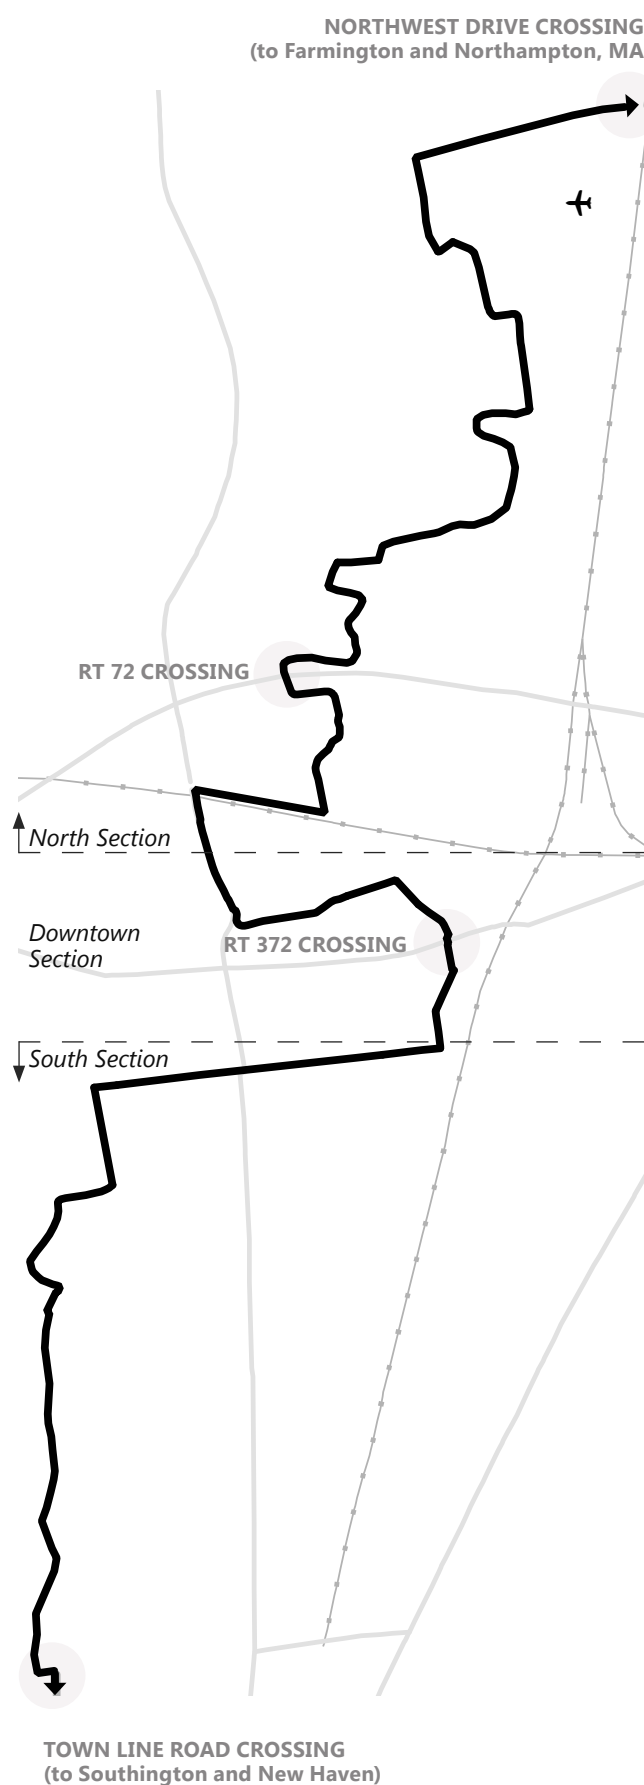 NORTHWEST DRIVE CROSSING
(to Farmington and Northampton, MA
RT 72 CROSSING
North Section
Downtown
Section
RT 372 CROSSING
South Section
TOWN LINE ROAD CROSSING
(to Southington and New Haven)